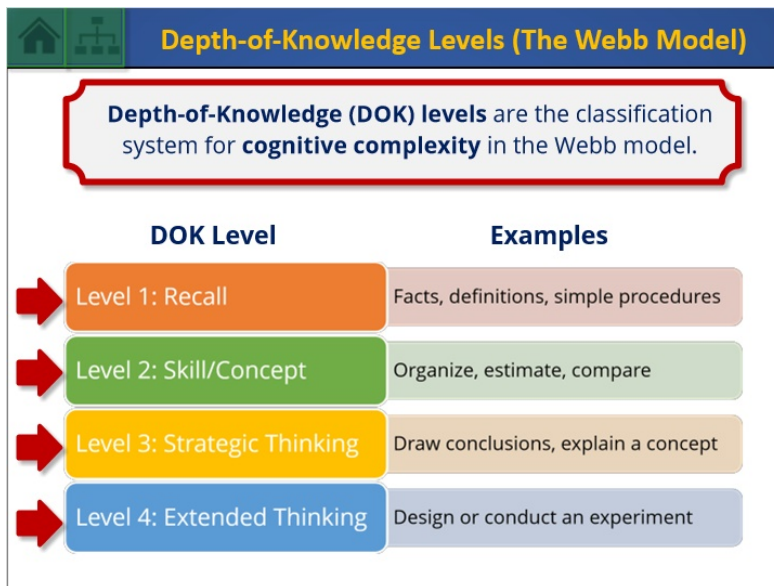 Depth-of-Knowledge Levels (The Webb Model)
Depth-of-Knowledge (DOK) levels are the classification
system for cognitive complexity in the Webb model.
DOK Level
Examples
Level 1: Recall
Facts, definitions, simple procedures
Level 2: Skill/Concept
Organize, estimate, compare
Level 3: Strategic Thinking
Draw conclusions, explain a concept
Level 4: Extended Thinking
Design or conduct an experiment